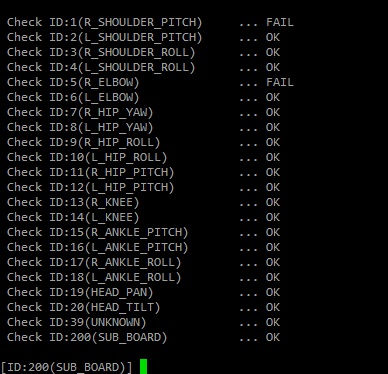 Check ID:1(R_SHOULDER_PITCH) ... FAIL
Check ID:2(L_SHOULDER_PITCH) ... OK
Check ID:3(R_SHOULDER_ROLL) ... OK
Check ID:4(L_SHOULDER_ROLL) ... OK
Check ID:5(R_ELBOW) ... FAIL
Check ID:6(L_ELBOW) ... OK
Check ID:7(R_HIP_YAW) ... OK
Check ID:8(L_HIP_YAW) ... OK
Check ID:9(R_HIP_ROLL) ... OK
Check ID:10(L_HIP_ROLL) ... OK
Check ID:11(R_HIP_PITCH) ... OK
Check ID:12(L_HIP_PITCH) ... OK
Check ID:13(R_KNEE) ... OK
Check ID:14(L_KNEE) ... OK
Check ID:15(R_ANKLE_PITCH) ... OK
Check ID:16(L_ANKLE_PITCH) ... OK
Check ID:17(R_ANKLE_ROLL) ... OK
Check ID:18(L_ANKLE_ROLL) ... OK
Check ID:19(HEAD_PAN) ... OK
Check ID:20(HEAD_TILT) ... OK
Check ID:39(UNKNOWN) ... OK
Check ID:200(SUB_BOARD) ... OK
[ID:200(SUB_BOARD)]